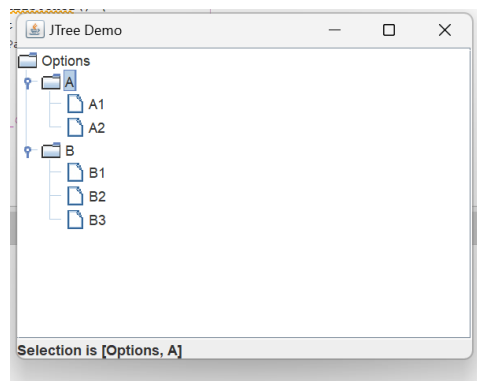 JTree Demo
Options
A
A1
A2
B
B1
B2
B3
Selection is [Options, A]